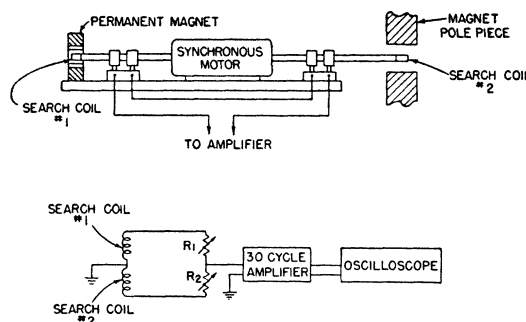 PERMANENT MAGNET
MAGNET
POLE PIECE
SYNCHRONOUS
MOTOR
SEARCH COIL
#1
SEARCH COIL
#2
TO AMPLIFIER
SEARCH COIL
#1
R1
R2
30 CYCLE
AMPLIFIER
OSCILLOSCOPE
SEARCH COIL
#2